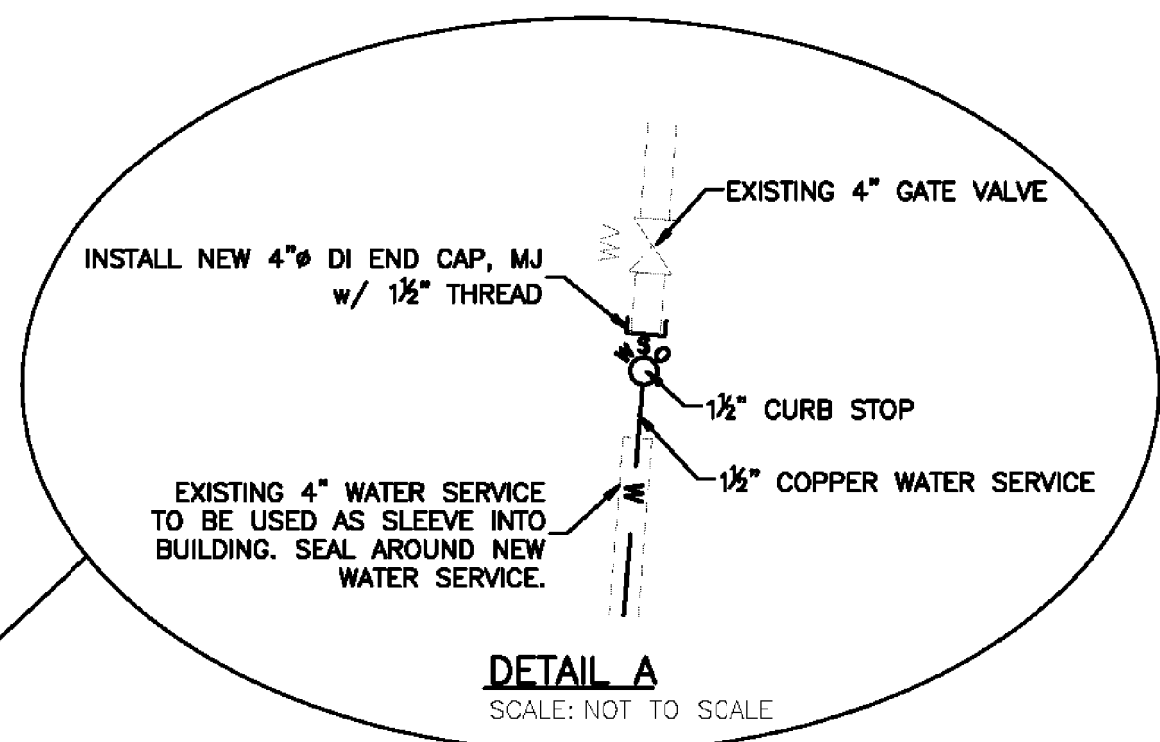 EXISTING 4" GATE VALVE
WV
INSTALL NEW 4"ø DI END CAP, MJ
w/ 1½" THREAD
WSO
1½" CURB STOP
1½" COPPER WATER SERVICE
W
EXISTING 4" WATER SERVICE
TO BE USED AS SLEEVE INTO
BUILDING. SEAL AROUND NEW
WATER SERVICE.
DETAIL A
SCALE: NOT TO SCALE